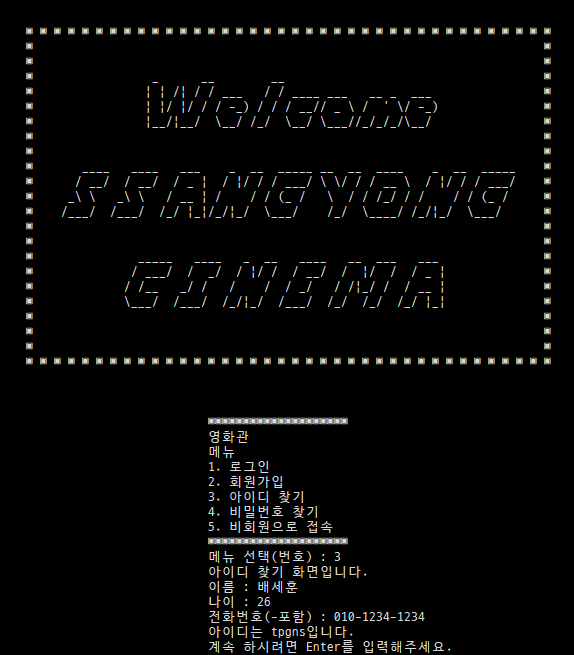 Welcome
SSANGYONG
CINEMA
영화관
메뉴
1. 로그인
2. 회원가입
3. 아이디 찾기
4. 비밀번호 찾기
5. 비회원으로 접속
메뉴 선택(번호) : 3
아이디 찾기 화면입니다.
이름 : 배세훈
나이 : 26
전화번호(-포함) : 010-1234-1234
아이디는 tpgns입니다.
계속 하시려면 Enter를 입력해주세요.